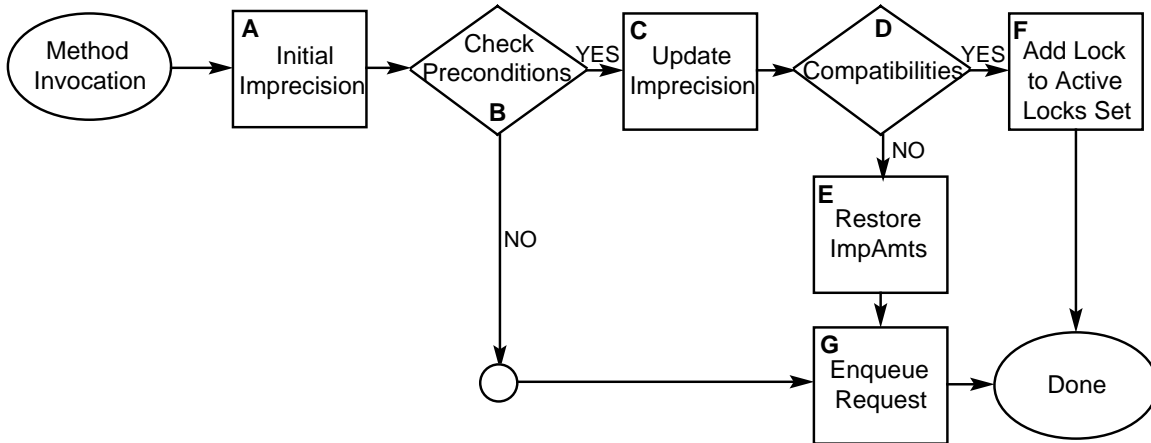 Method
Invocation
A
Initial
Imprecision
Check
Preconditions
B
YES
C
Update
Imprecision
D
Compatibilities
YES
F
Add Lock
to Active
Locks Set
NO
NO
E
Restore
ImpAmts
G
Enqueue
Request
Done